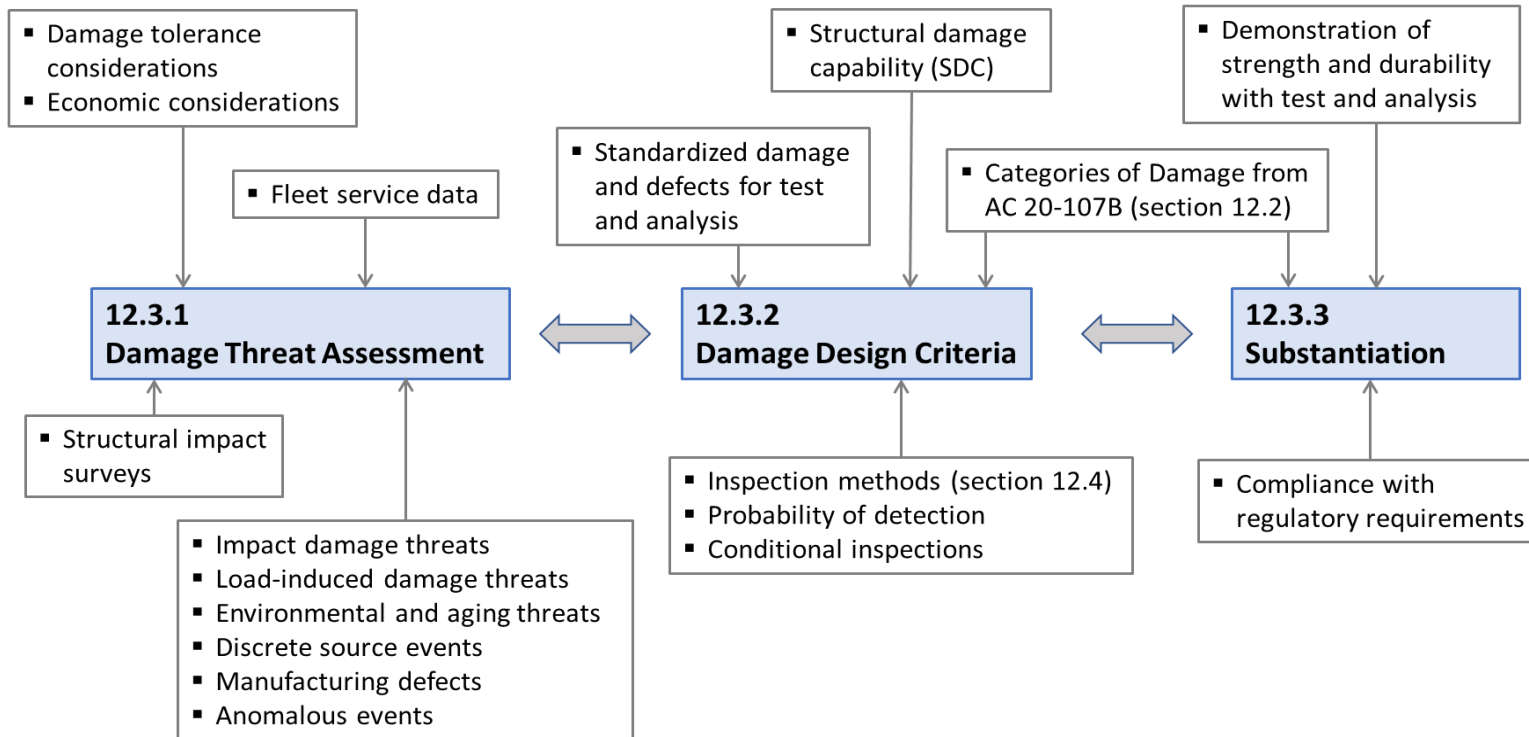 ▪ Damage tolerance
considerations
▪ Economic considerations
▪ Fleet service data
▪ Structural damage
capability (SDC)
▪ Standardized damage
and defects for test
and analysis
▪ Categories of Damage from
AC 20-107B (section 12.2)
▪ Demonstration of
strength and durability
with test and analysis
12.3.1
Damage Threat Assessment
12.3.2
Damage Design Criteria
12.3.3
Substantiation
▪ Structural impact
surveys
▪ Impact damage threats
▪ Load-induced damage threats
▪ Environmental and aging threats
▪ Discrete source events
▪ Manufacturing defects
▪ Anomalous events
▪ Inspection methods (section 12.4)
▪ Probability of detection
▪ Conditional inspections
▪ Compliance with
regulatory requirements